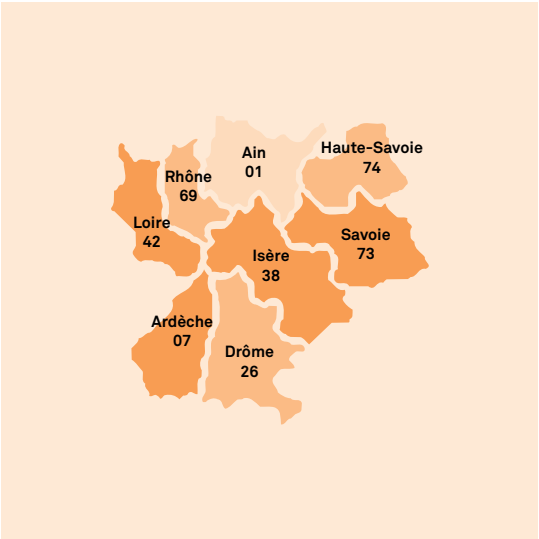 Ain
01
Haute-Savoie
74
Rhône
69
Loire
42
Savoie
73
Isère
38
Ardèche
07
Drôme
26